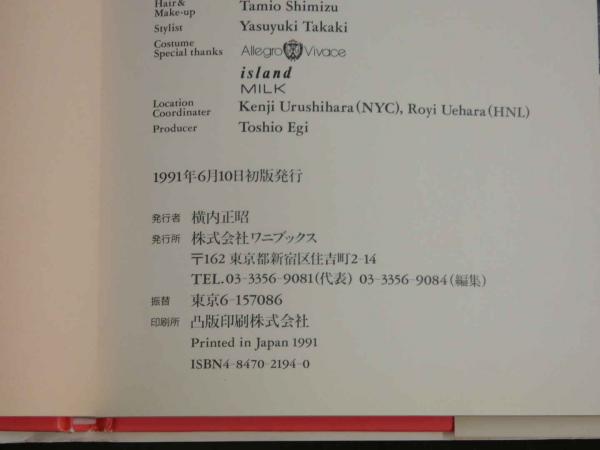 Hair &
Make-up Tamio Shimizu
Stylist Yasuyuki Takaki
Costume
Special thanks Allegro Vivace
island
MILK
Location
Coordinater Kenji Urushihara (NYC), Royi Uehara (HNL)
Producer Toshio Egi
1991年6月10日初版発行
発行者 横内正昭
発行所 株式会社ワニブックス
〒162 東京都新宿区住吉町2-14
TEL.03-3356-9081(代表) 03-3356-9084(編集)
振替 東京6-157086
印刷所 凸版印刷株式会社
Printed in Japan 1991
ISBN4-8470-2194-0